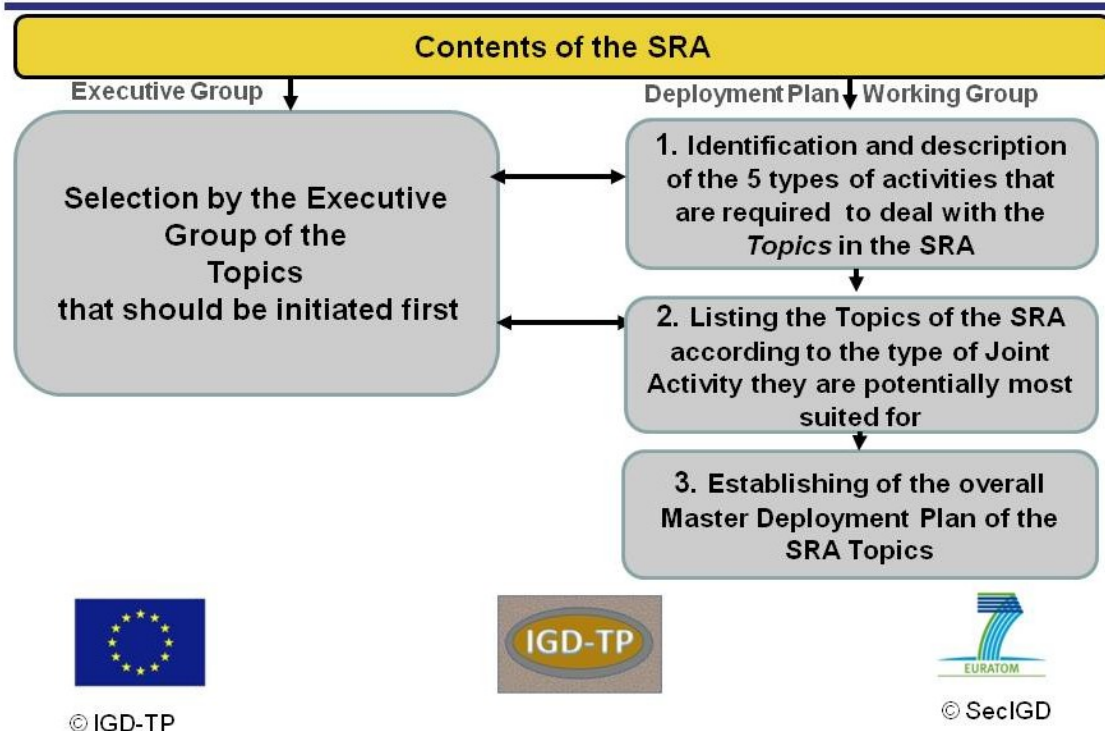 Contents of the SRA
Executive Group
Deployment Plan Working Group
Selection by the Executive
Group of the
Topics
that should be initiated first
1. Identification and description
of the 5 types of activities that
are required to deal with the
Topics in the SRA
2. Listing the Topics of the SRA
according to the type of Joint
Activity they are potentially most
suited for
3. Establishing of the overall
Master Deployment Plan of the
SRA Topics
IGD-TP
7
EURATOM
© IGD-TP
© SecIGD